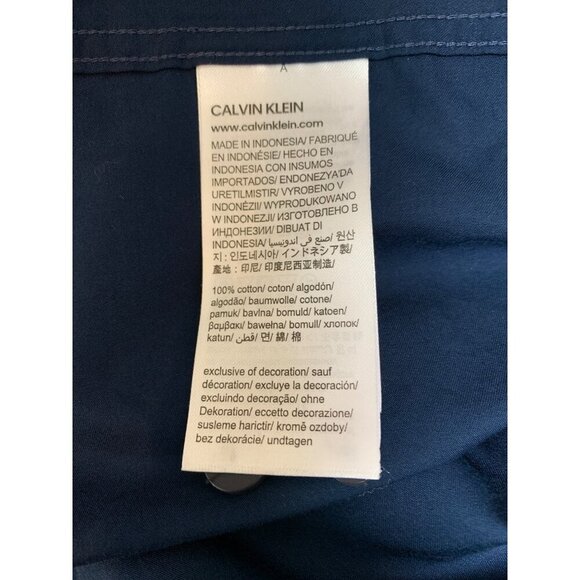 A
CALVIN KLEIN
www.calvinklein.com
MADE IN INDONESIA/ FABRIQUÉ
EN INDONÉSIE/ HECHO EN
INDONESIA CON INSUMOS
IMPORTADOS/ ENDONEZYA'DA
URETILMISTIR/ VYROBENO V
INDONÉZII/ WYPRODUKOWANO
W INDONEZJI/ ИЗГОТОВЛЕНО В
ИНДОНЕЗИИ/ DIBUAT DI
INDONESIA/ صنع في اندونيسيا/ 원산
지 : 인도네시아/ インドネシア製/
產地 : 印尼/ 印度尼西亚制造/
100% cotton/ coton/ algodón/
algodão/ baumwolle/ cotone/
pamuk/ bavlna/ bomuld/ katoen/
βαμβακι/ bawełna/ bomull/ хлопок/
katun/ قطن/ 면/ 綿/ 棉
exclusive of decoration/ sauf
décoration/ excluye la decoración/
excluindo decoração/ ohne
Dekoration/ eccetto decorazione/
susleme harictir/ kromě ozdoby/
bez dekorácie/ undtagen